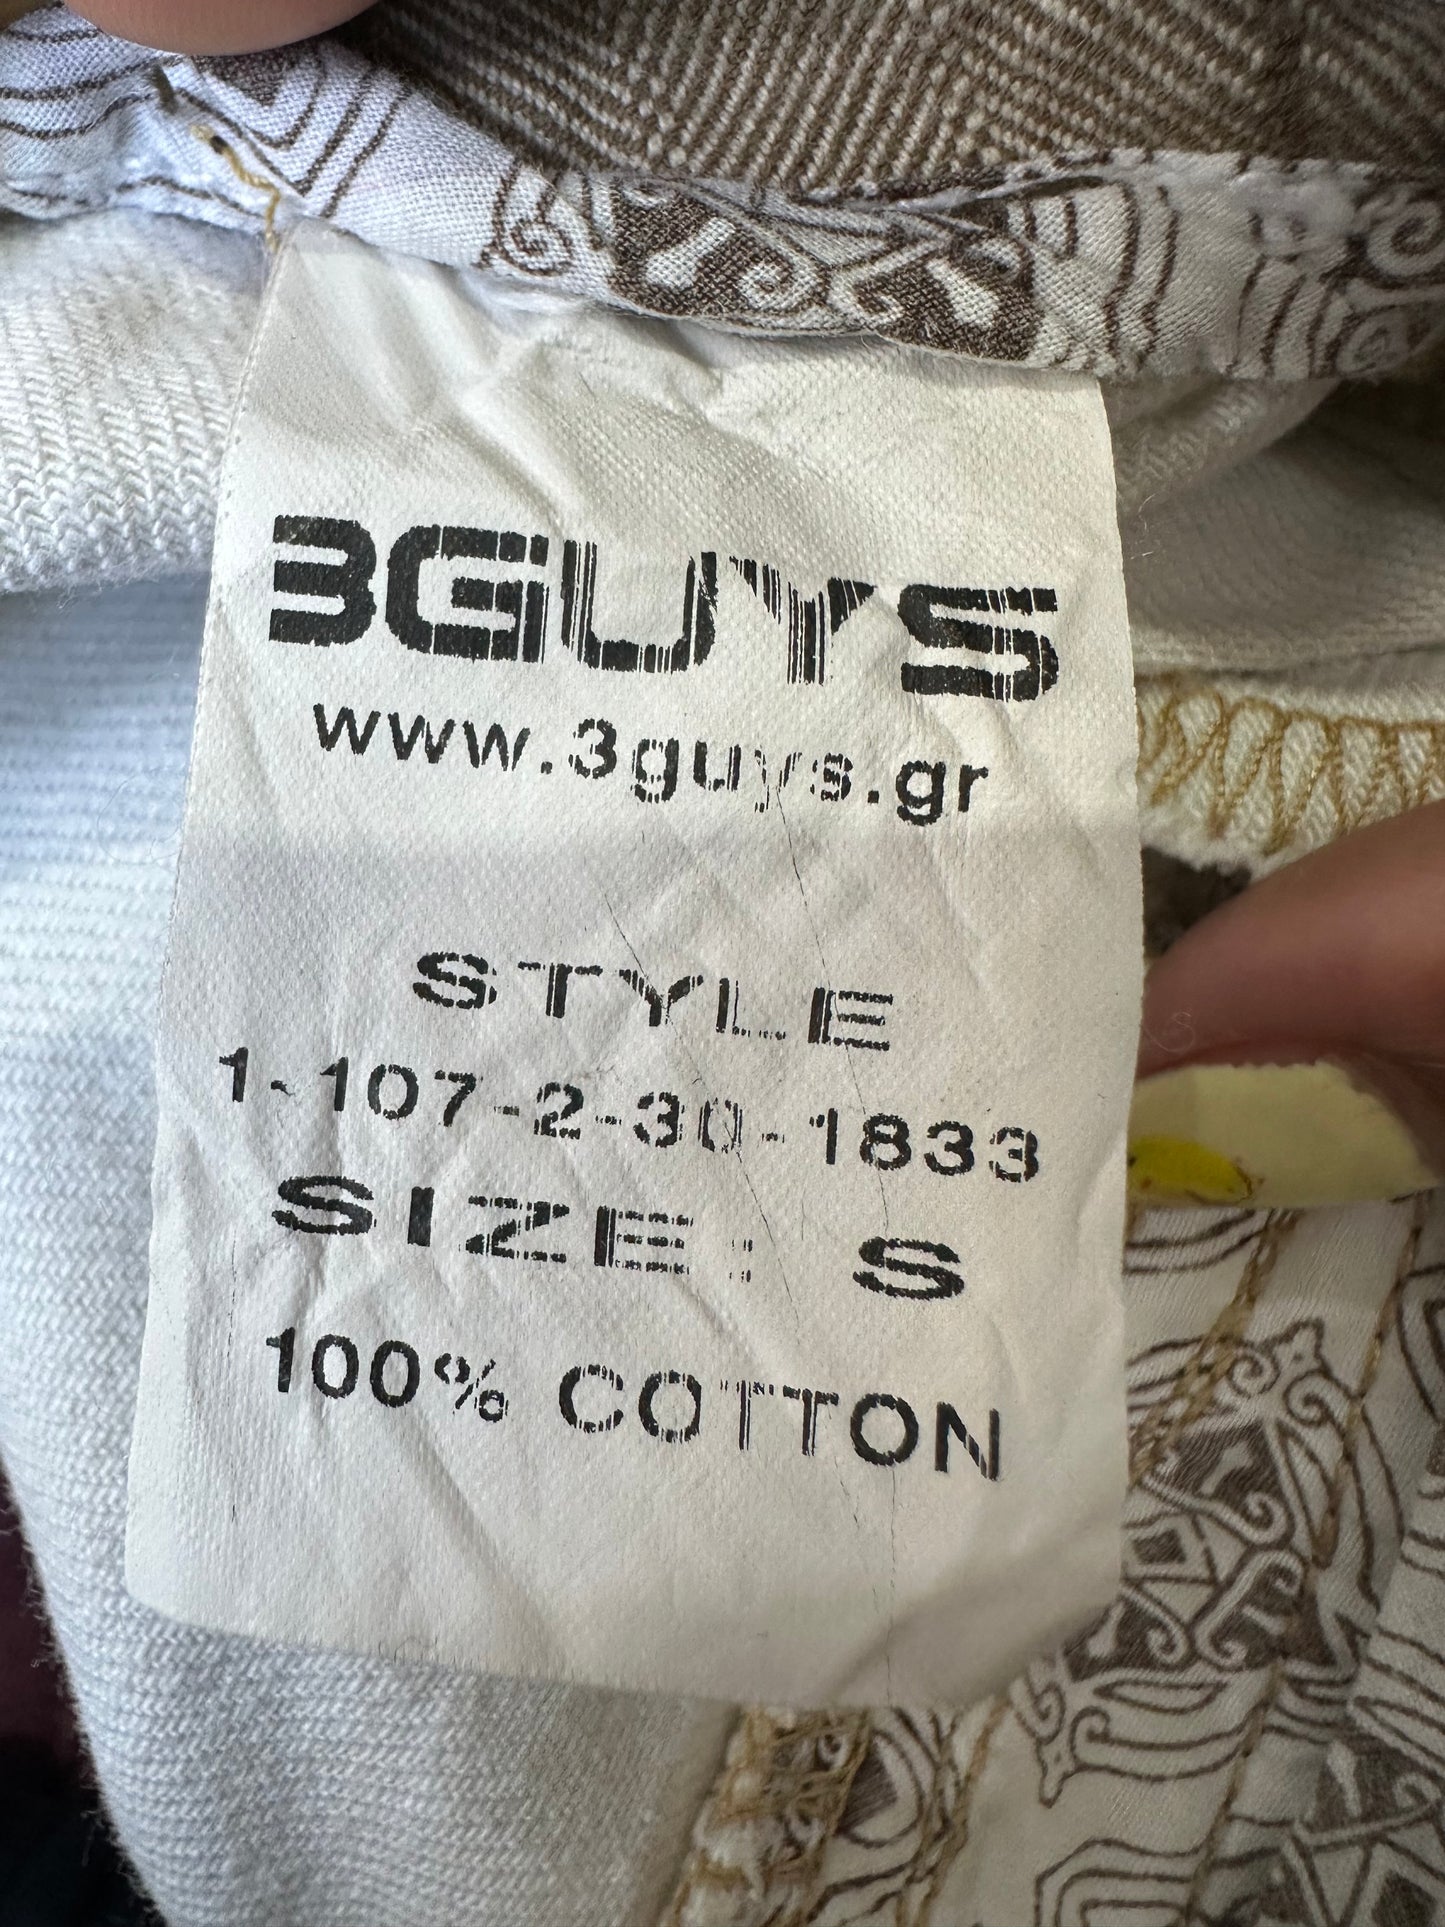 3GUYS
www.3guys.gr
STYLE
1-107-2-30-1833
SIZE: S
100% COTTON